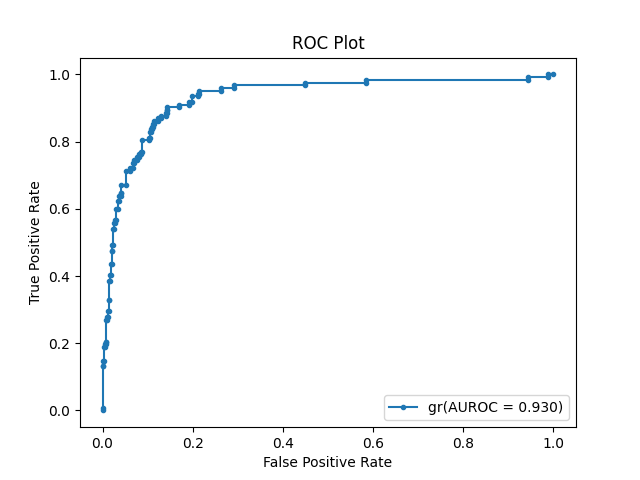 ROC Plot
1.0
0.8
0.6
0.4
0.2
0.0
True Positive Rate
gr(AUROC = 0.930)
0.0 0.2 0.4 0.6 0.8 1.0
False Positive Rate